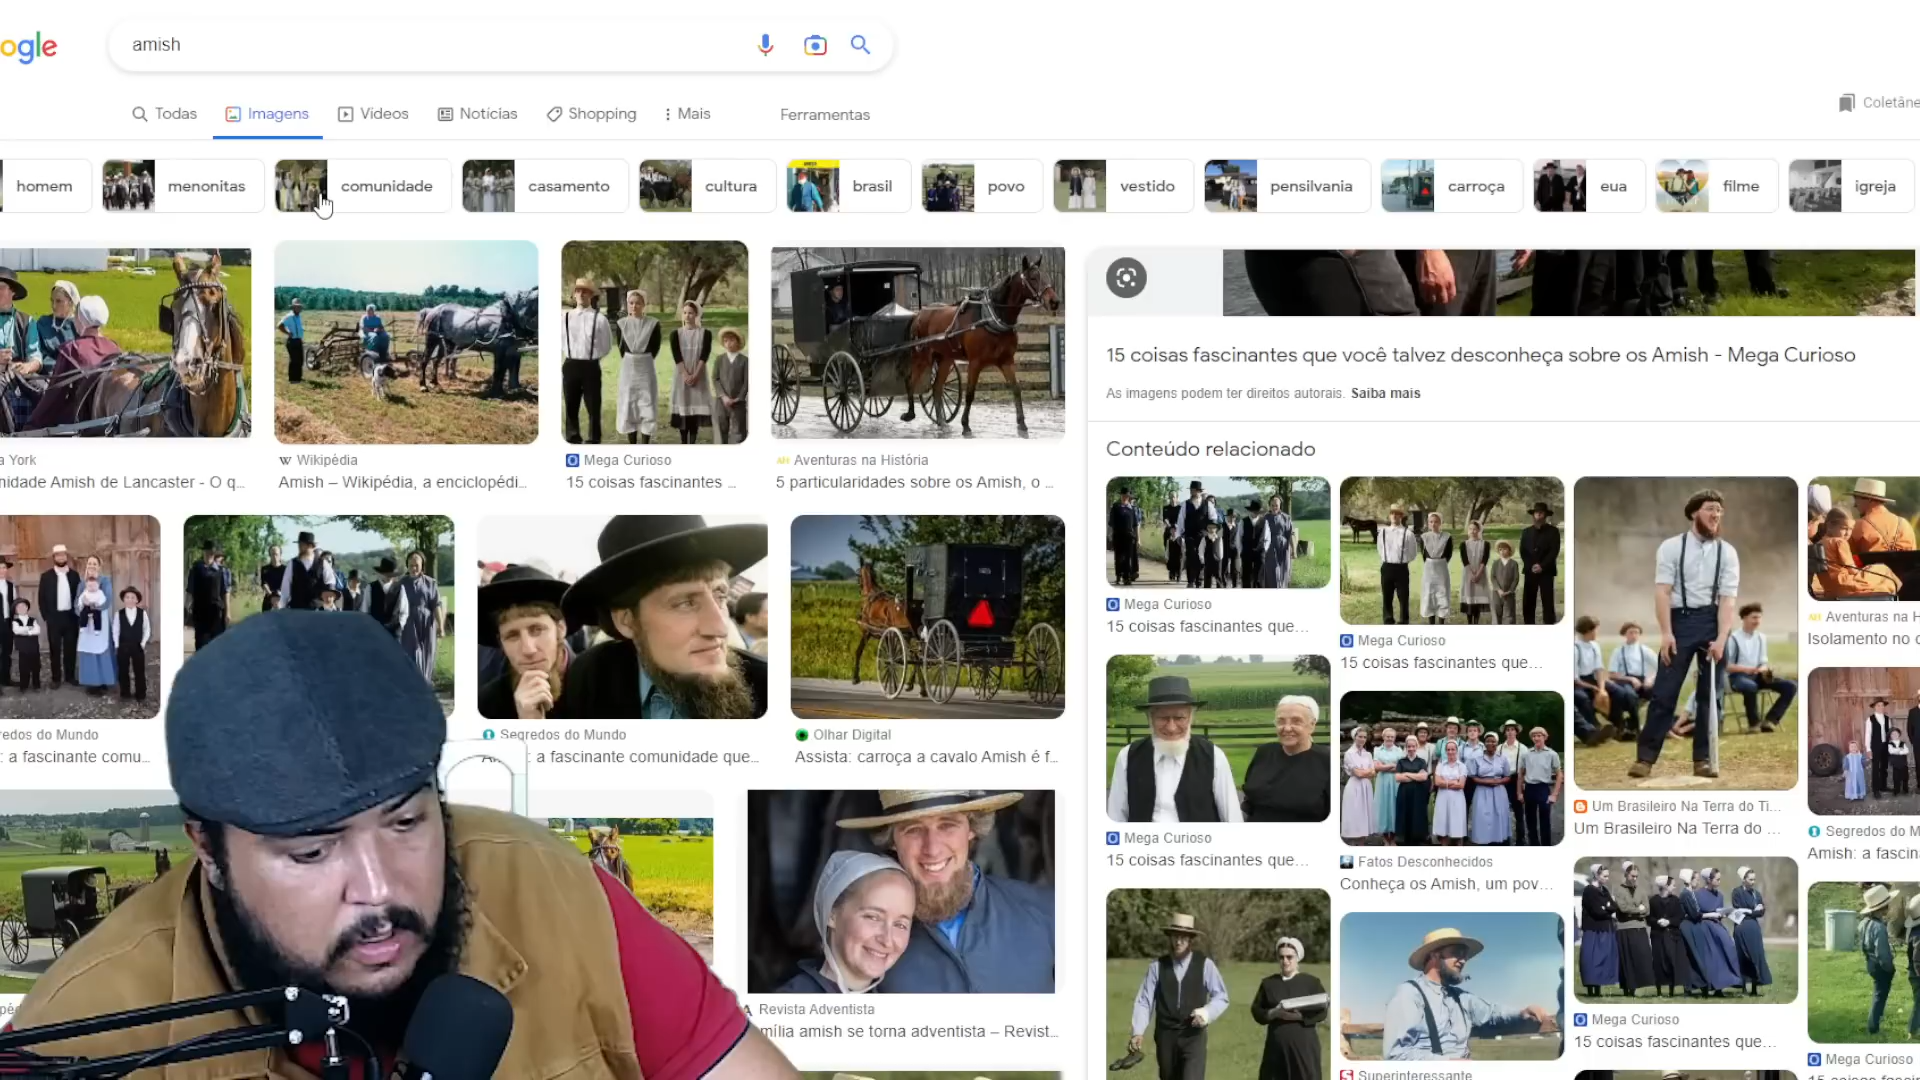 ogle
amish
Todas
Imagens
Vídeos
Notícias
Shopping
Mais
Ferramentas
Coletâne
homem
menonitas
comunidade
casamento
cultura
brasil
povo
vestido
pensilvania
carroça
eua
filme
igreja
a York
nidade Amish de Lancaster - O q...
W Wikipédia
Amish – Wikipédia, a enciclopédi...
Mega Curioso
15 coisas fascinantes ...
Aventuras na História
5 particularidades sobre os Amish, o ...
15 coisas fascinantes que você talvez desconheça sobre os Amish - Mega Curioso
As imagens podem ter direitos autorais. Saiba mais
Conteúdo relacionado
redos do Mundo
: a fascinante comu...
Segredos do Mundo
: a fascinante comunidade que...
Olhar Digital
Assista: carroça a cavalo Amish é f...
Revista Adventista
mília amish se torna adventista – Revist...
Mega Curioso
15 coisas fascinantes que...
Mega Curioso
15 coisas fascinantes que...
Aventuras na H
Isolamento no
Mega Curioso
15 coisas fascinantes que...
Fatos Desconhecidos
Conheça os Amish, um pov...
Um Brasileiro Na Terra do Ti...
Um Brasileiro Na Terra do ...
Segredos do M
Amish: a fascin
Superinteressante
Mega Curioso
15 coisas fascinantes que...
Mega Curioso